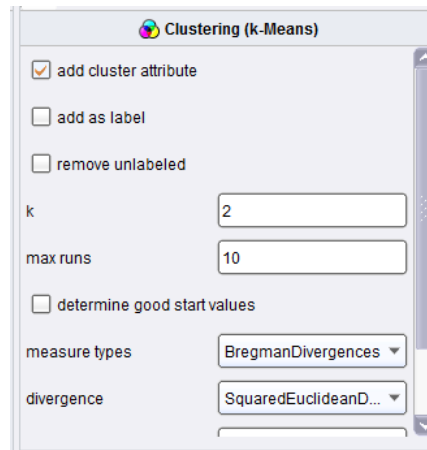 Clustering (k-Means)
add cluster attribute
add as label
remove unlabeled
k 2
max runs 10
determine good start values
measure types BregmanDivergences
divergence SquaredEuclideanD...